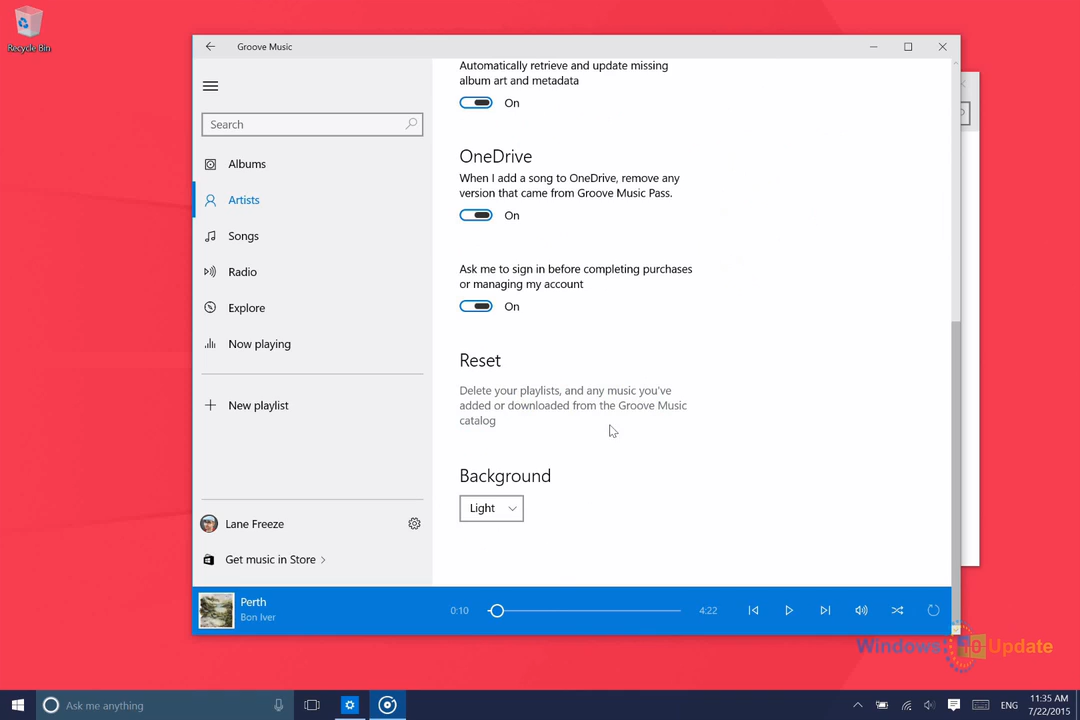 Recycle Bin
Groove Music
Search
Albums
Artists
Songs
Radio
Explore
Now playing
New playlist
Lane Freeze
Get music in Store
Automatically retrieve and update missing
album art and metadata
On
OneDrive
When I add a song to OneDrive, remove any
version that came from Groove Music Pass.
On
Ask me to sign in before completing purchases
or managing my account
On
Reset
Delete your playlists, and any music you've
added or downloaded from the Groove Music
catalog
Background
Light
Perth
Bon Iver
0:10
4:22
Windows 10 Update
Ask me anything
ENG
11:35 AM
7/22/2015